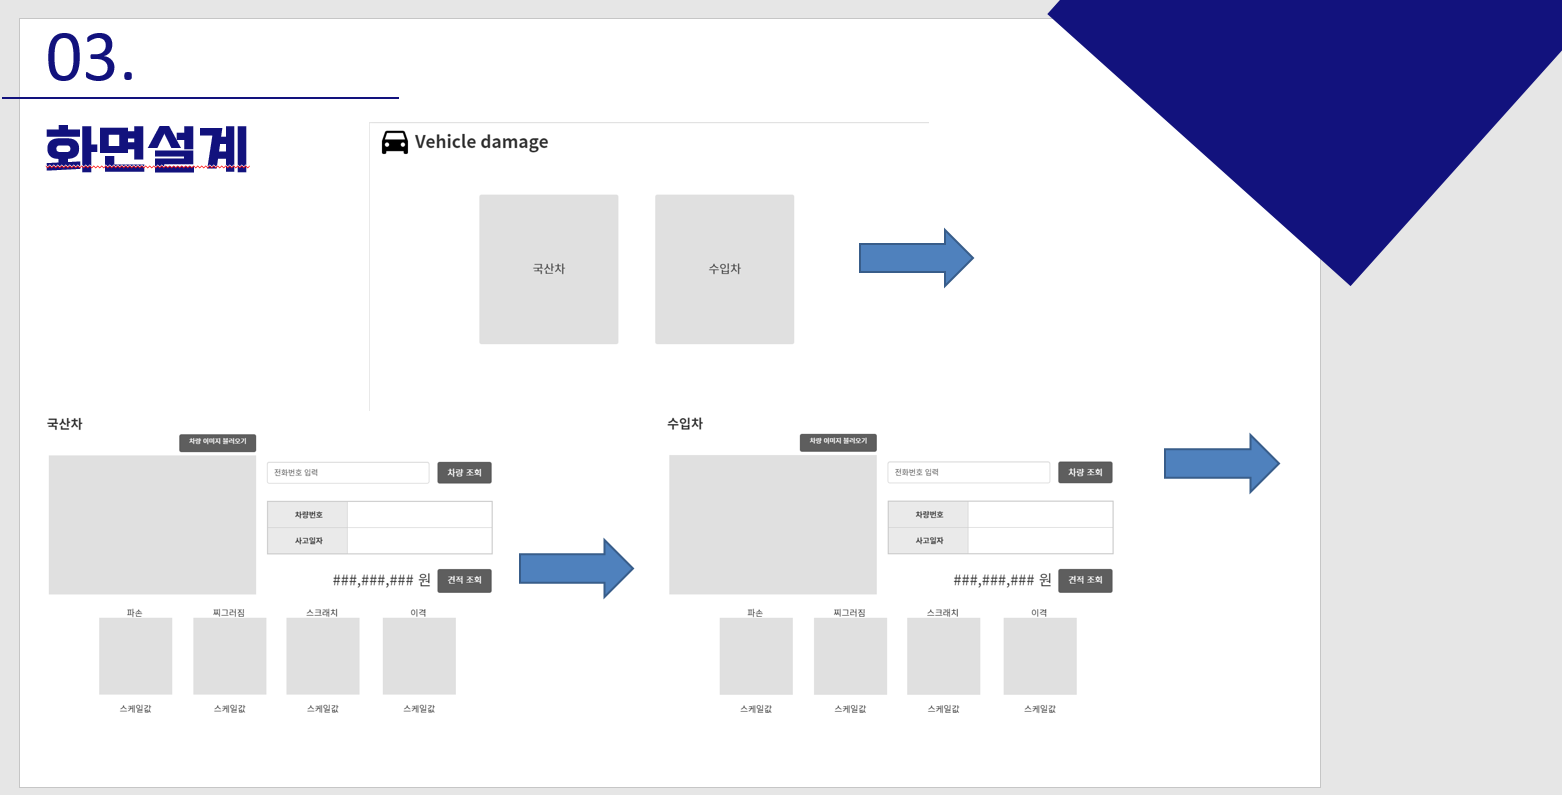 03.
화면설계
Vehicle damage
국산차
수입차
국산차
차량 이미지 불러오기
전화번호 입력
차량 조회
차량번호
사고일자
###,###,### 원
견적 조회
파손
찌그러짐
스크래치
이격
스케일값
스케일값
스케일값
스케일값
수입차
차량 이미지 불러오기
전화번호 입력
차량 조회
차량번호
사고일자
###,###,### 원
견적 조회
파손
찌그러짐
스크래치
이격
스케일값
스케일값
스케일값
스케일값